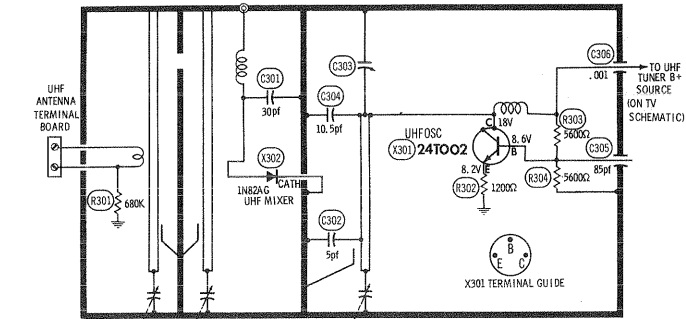 UHF
ANTENNA
TERMINAL
BOARD
R301
680K
C301
30pf
X302
CATH
1N82AG
UHF MIXER
C303
C304
10.5pf
C302
5pf
UHF OSC
X301 24T002
C
18V
8.6V
B
8.2V E
R302
1200Ω
R303
5600Ω
R304
5600Ω
C305
85pf
C306
.001
TO UHF
TUNER B+
SOURCE
(ON TV
SCHEMATIC)
B
E C
X301 TERMINAL GUIDE